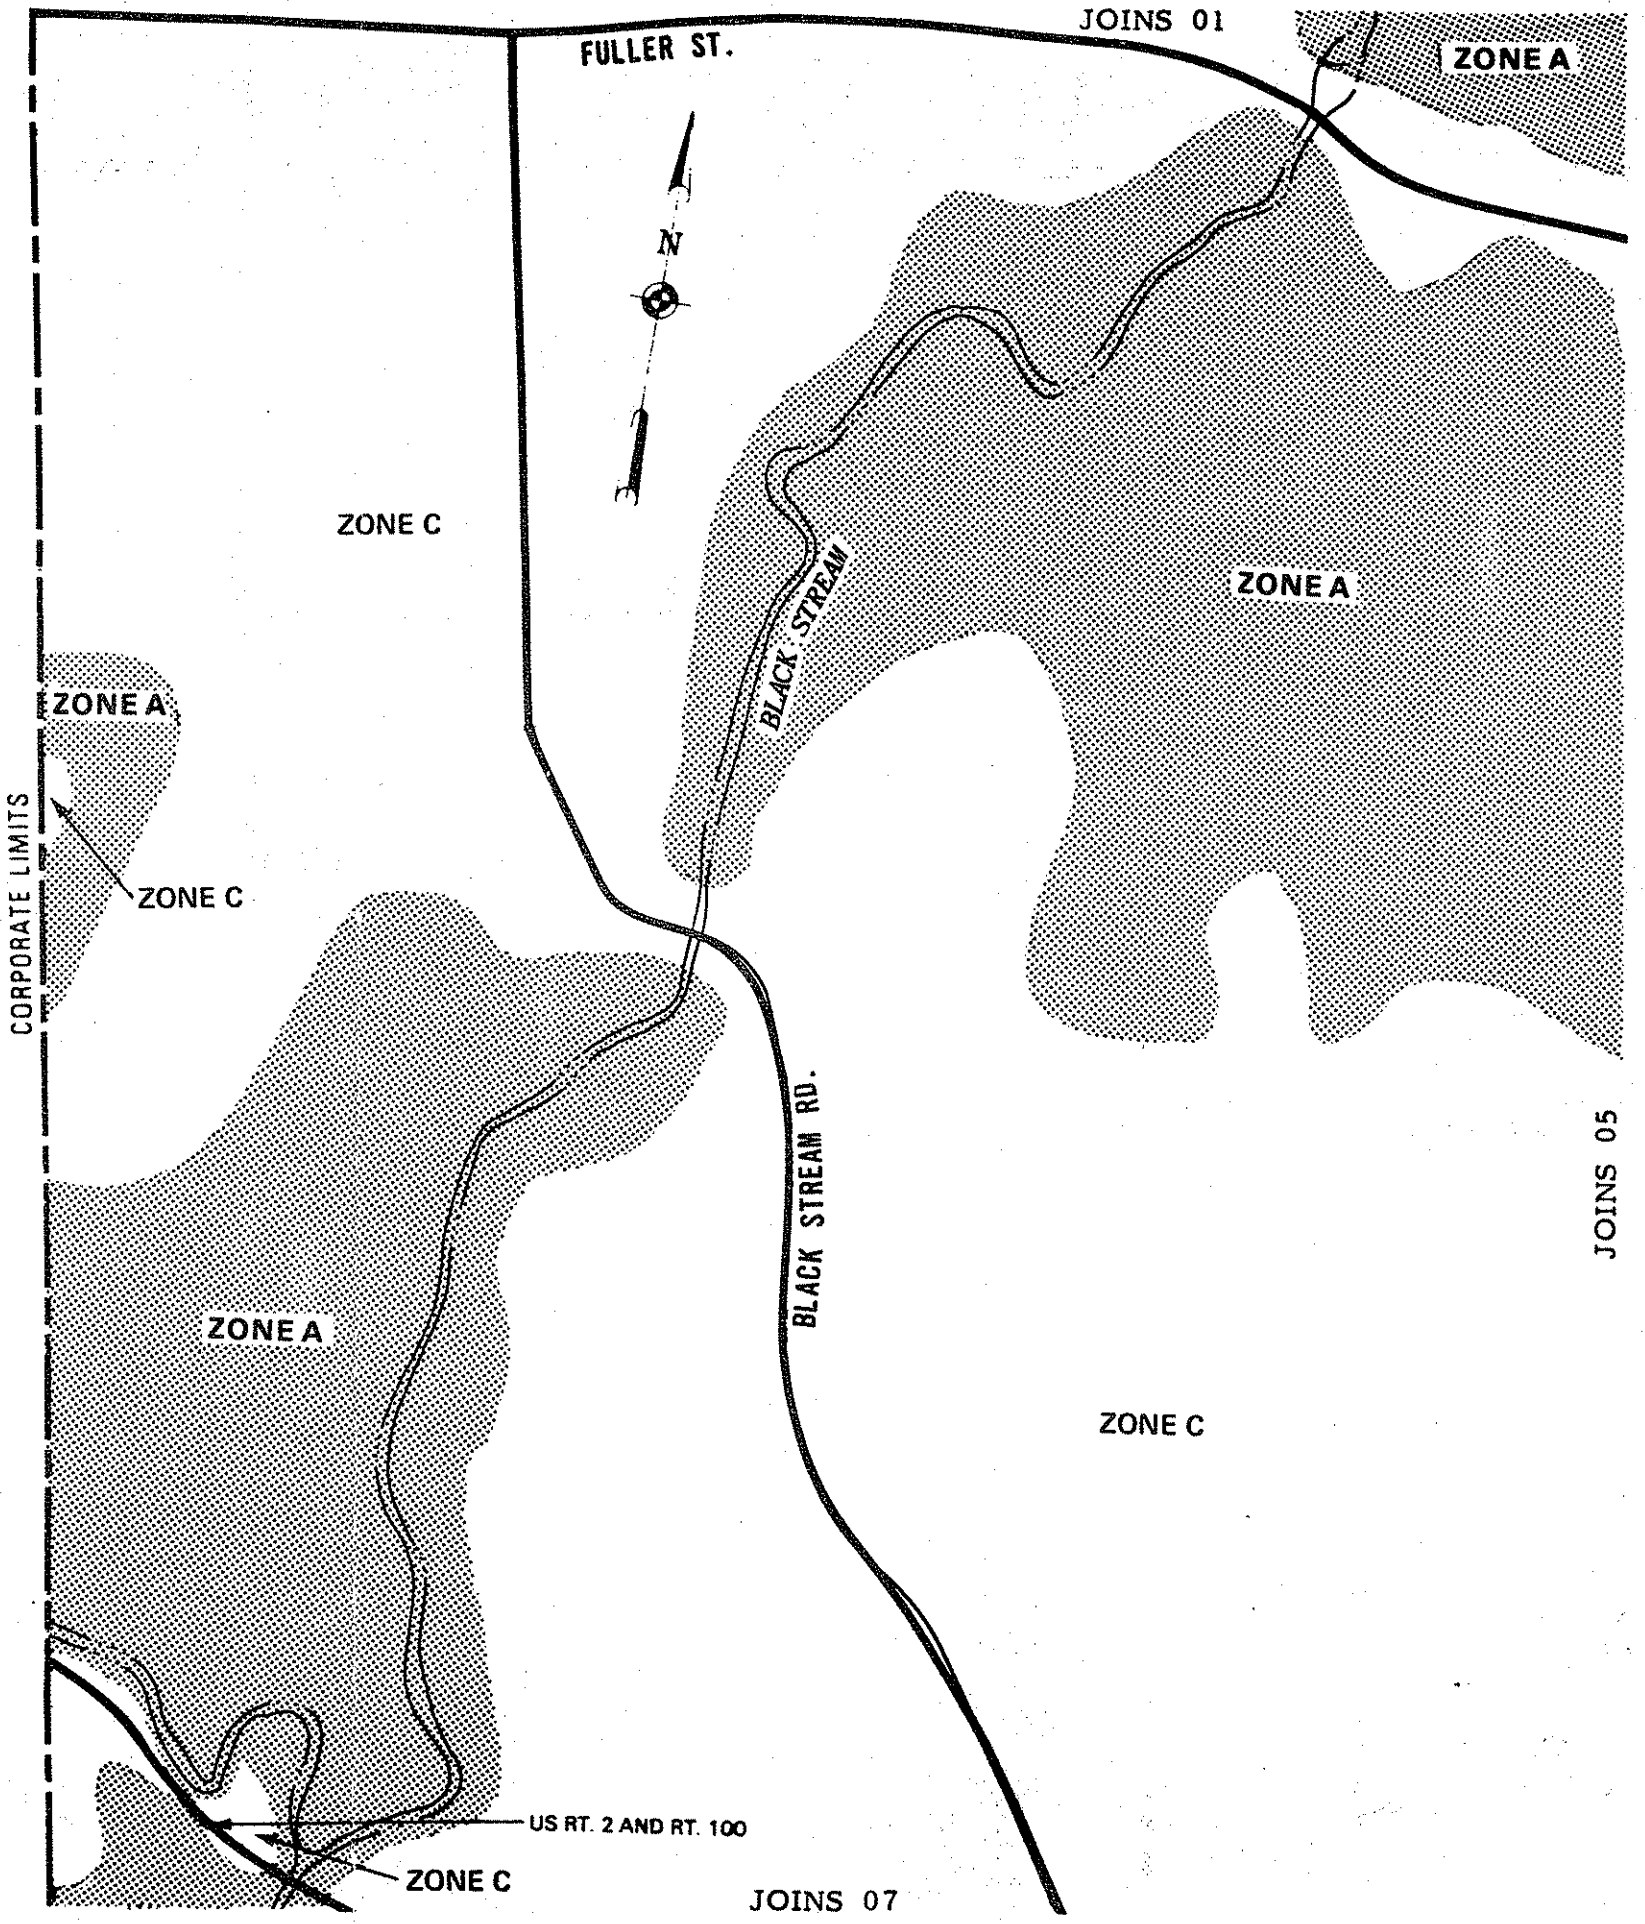 JOINS 01
FULLER ST.
ZONE A
N
ZONE C
BLACK STREAM
ZONE A
ZONE A
CORPORATE LIMITS
ZONE C
BLACK STREAM RD.
JOINS 05
ZONE A
ZONE C
US RT. 2 AND RT. 100
ZONE C
JOINS 07